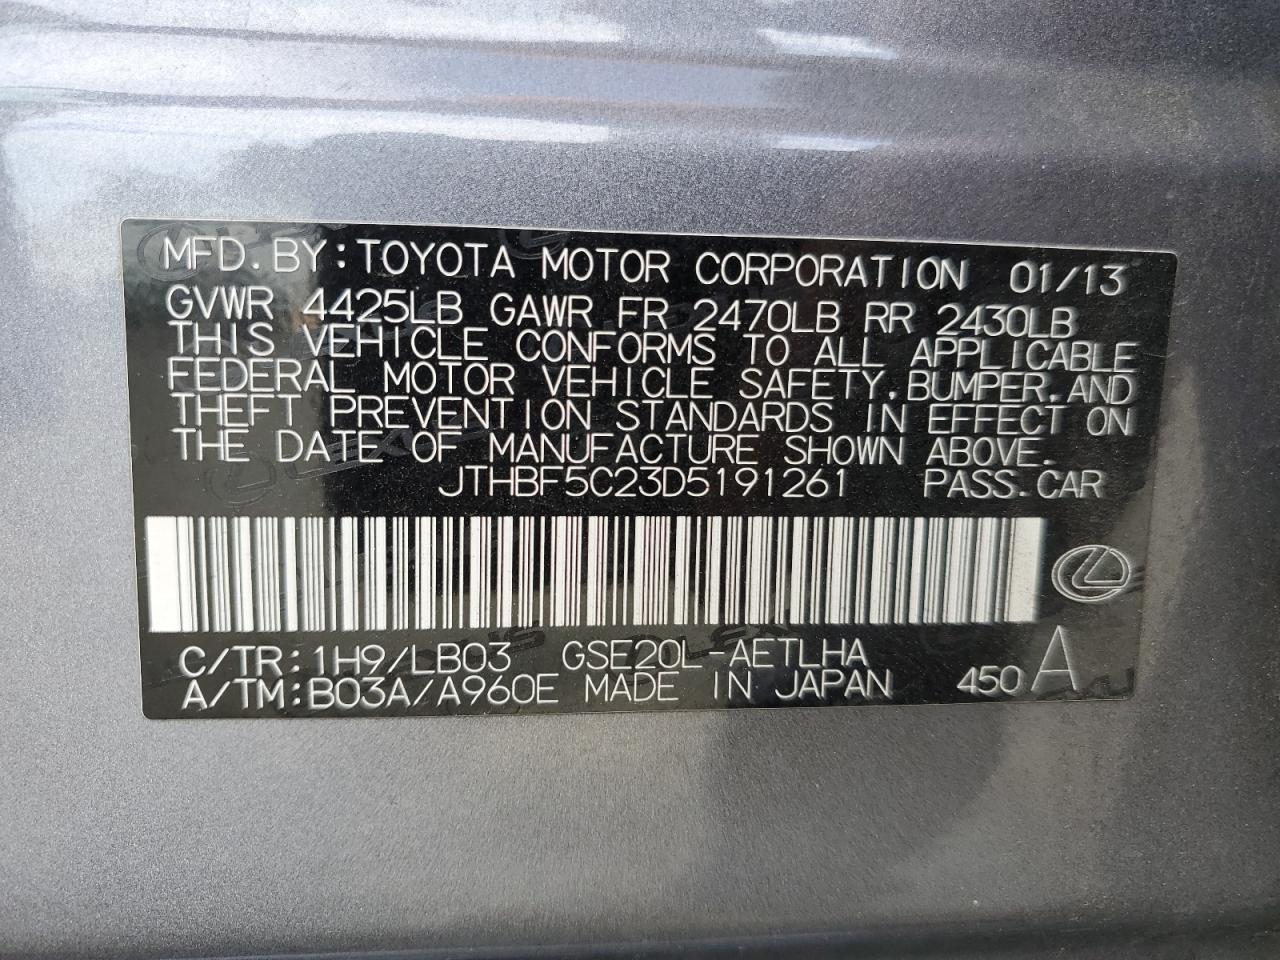 MFD. BY: TOYOTA MOTOR CORPORATION 01/13
GVWR 4425LB GAWR FR 2470LB RR 2430LB
THIS VEHICLE CONFORMS TO ALL APPLICABLE
FEDERAL MOTOR VEHICLE SAFETY, BUMPER, AND
THEFT PREVENTION STANDARDS IN EFFECT ON
THE DATE OF MANUFACTURE SHOWN ABOVE.
JTHBF5C23D5191261 PASS. CAR
C/TR: 1H9/LB03 GSE20L-AETLHA
A/TM: B03A/A960E MADE IN JAPAN 450 A